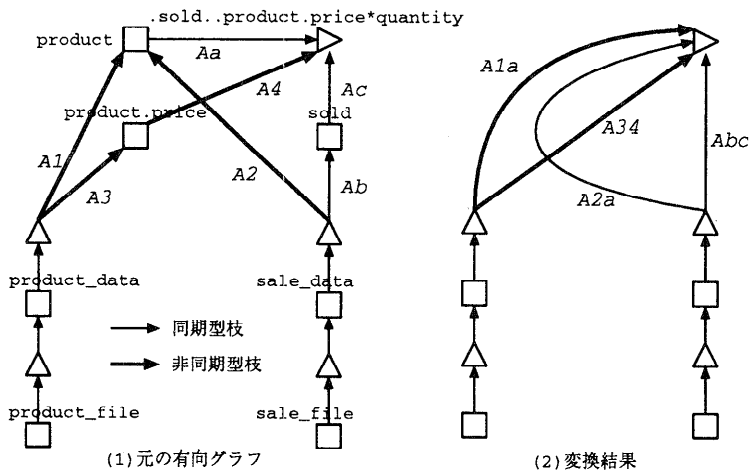 .sold..product.price*quantity
product
Aa
A4
Ac
product.price
sold
A1
A3
A2
Ab
product_data
sale_data
同期型枝
非同期型枝
product_file
sale_file
(1)元の有向グラフ
A1a
A34
Abc
A2a
(2)変換結果